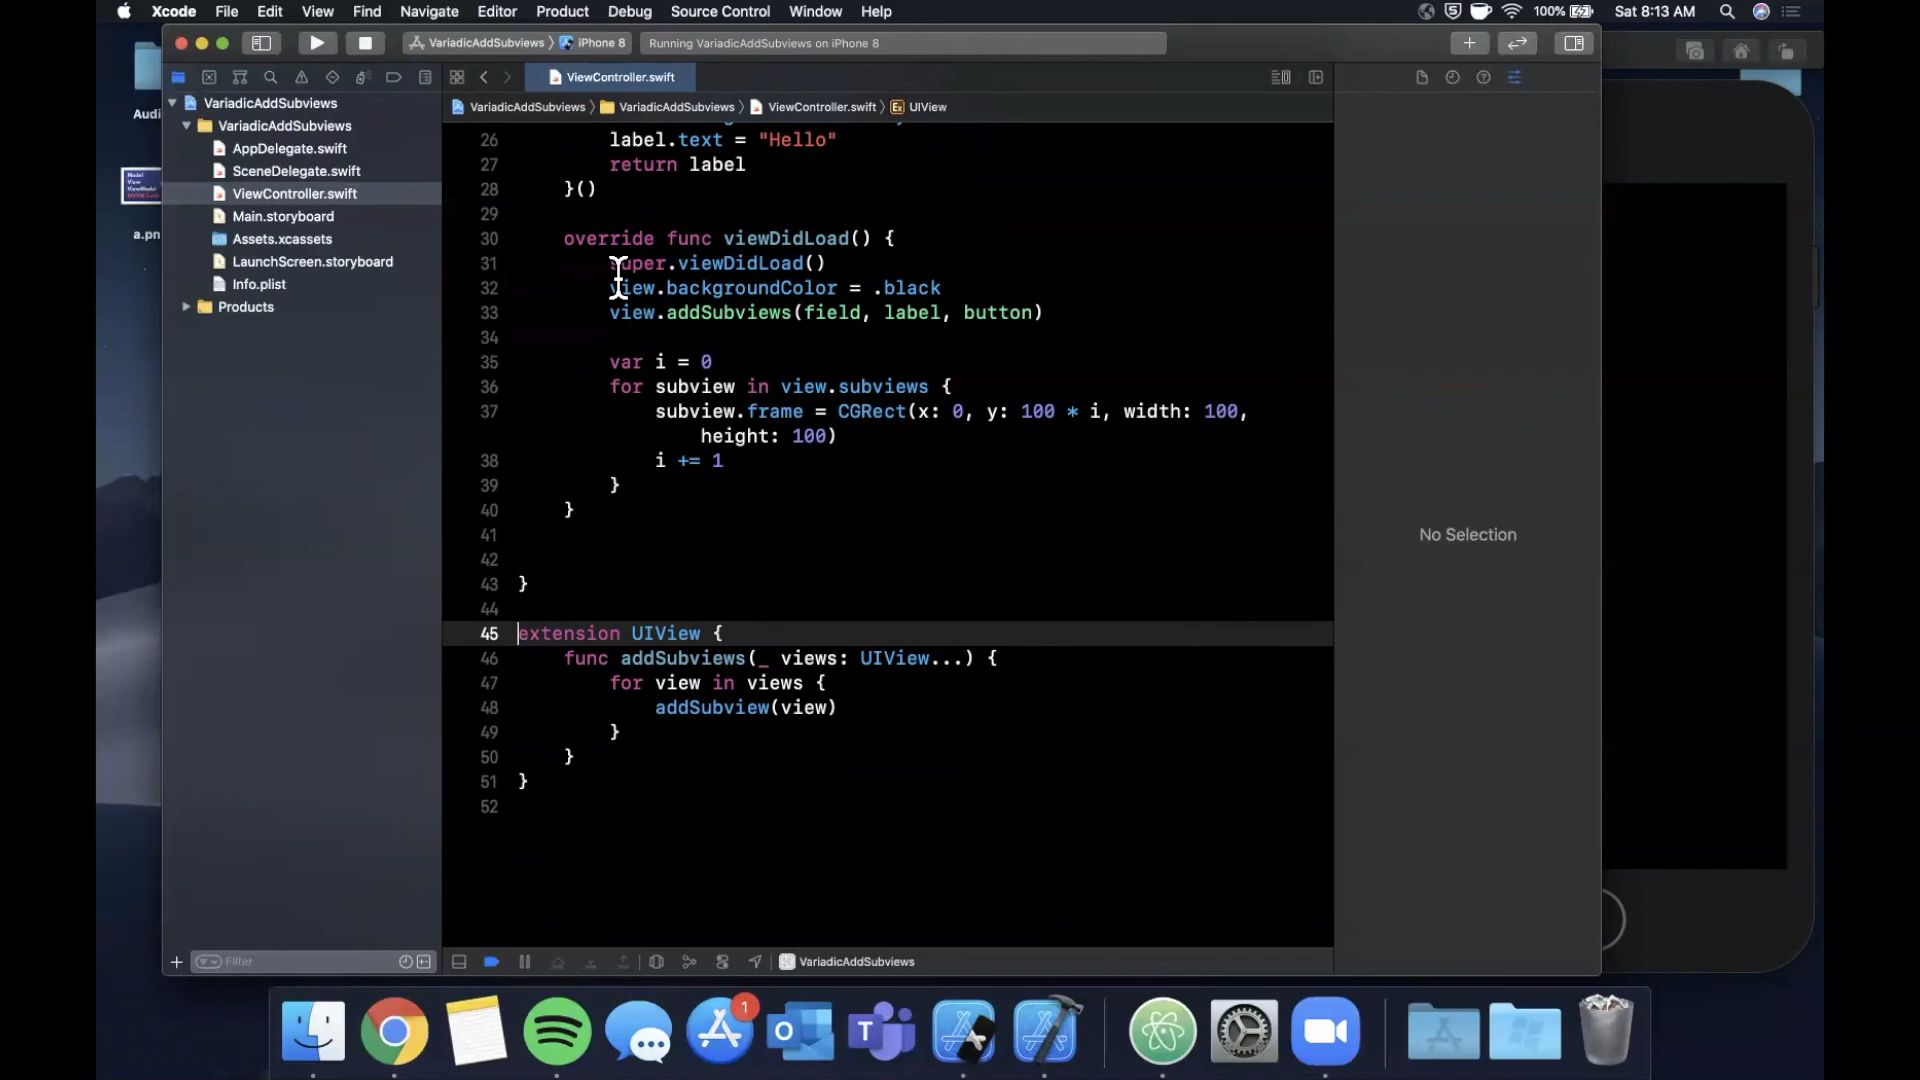 Xcode File Edit View Find Navigate Editor Product Debug Source Control Window Help 100% Sat 8:13 AM
VariadicAddSubviews iPhone 8 Running VariadicAddSubviews on iPhone 8
ViewController.swift
VariadicAddSubviews VariadicAddSubviews ViewController.swift Ex UIView
VariadicAddSubviews
VariadicAddSubviews
AppDelegate.swift
SceneDelegate.swift
ViewController.swift
Main.storyboard
Assets.xcassets
LaunchScreen.storyboard
Info.plist
Products
Audi
a.pn
26 label.text = "Hello"
27 return label
28 }()
29
30 override func viewDidLoad() {
31 super.viewDidLoad()
32 view.backgroundColor = .black
33 view.addSubviews(field, label, button)
34
35 var i = 0
36 for subview in view.subviews {
37 subview.frame = CGRect(x: 0, y: 100 * i, width: 100,
height: 100)
38 i += 1
39 }
40 }
41
42
43 }
44
45 extension UIView {
46 func addSubviews(_ views: UIView...) {
47 for view in views {
48 addSubview(view)
49 }
50 }
51 }
52
No Selection
Filter
VariadicAddSubviews
1